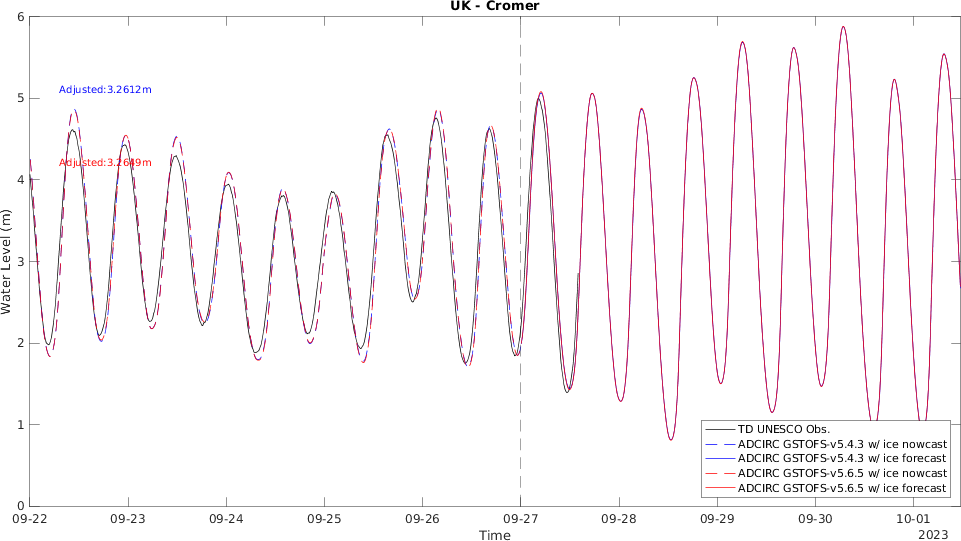 UK - Cromer
6
5
4
3
2
1
0
Water Level (m)
Adjusted:3.2612m
Adjusted:3.2649m
TD UNESCO Obs.
ADCIRC GSTOFS-v5.4.3 w/ ice nowcast
ADCIRC GSTOFS-v5.4.3 w/ ice forecast
ADCIRC GSTOFS-v5.6.5 w/ ice nowcast
ADCIRC GSTOFS-v5.6.5 w/ ice forecast
09-22 09-23 09-24 09-25 09-26 09-27 09-28 09-29 09-30 10-01
Time
2023